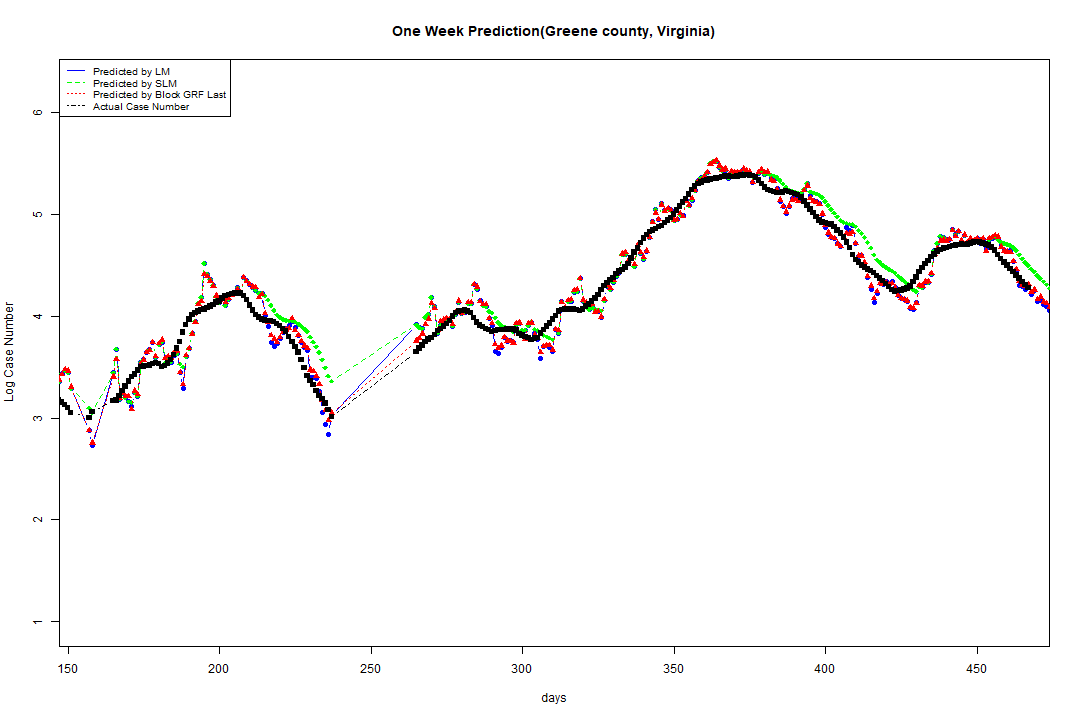 One Week Prediction(Greene county, Virginia)
Predicted by LM
Predicted by SLM
Predicted by Block GRF Last
Actual Case Number
6
5
4
3
2
1
Log Case Number
150 200 250 300 350 400 450
days